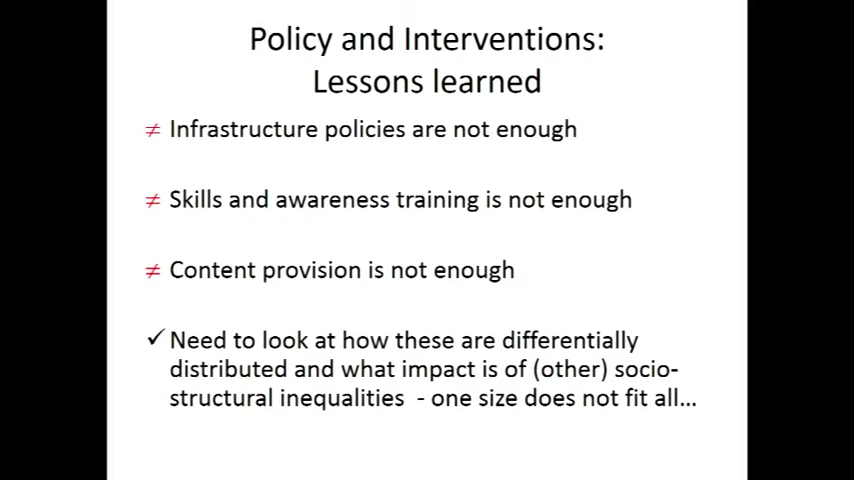 Policy and Interventions:
Lessons learned
≠ Infrastructure policies are not enough
≠ Skills and awareness training is not enough
≠ Content provision is not enough
✓ Need to look at how these are differentially
distributed and what impact is of (other) socio-
structural inequalities - one size does not fit all...